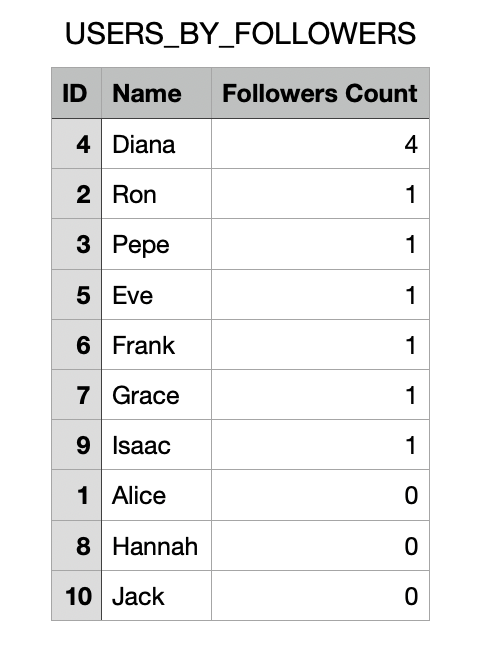 USERS_BY_FOLLOWERS
ID Name Followers Count
4 Diana 4
2 Ron 1
3 Pepe 1
5 Eve 1
6 Frank 1
7 Grace 1
9 Isaac 1
1 Alice 0
8 Hannah 0
10 Jack 0